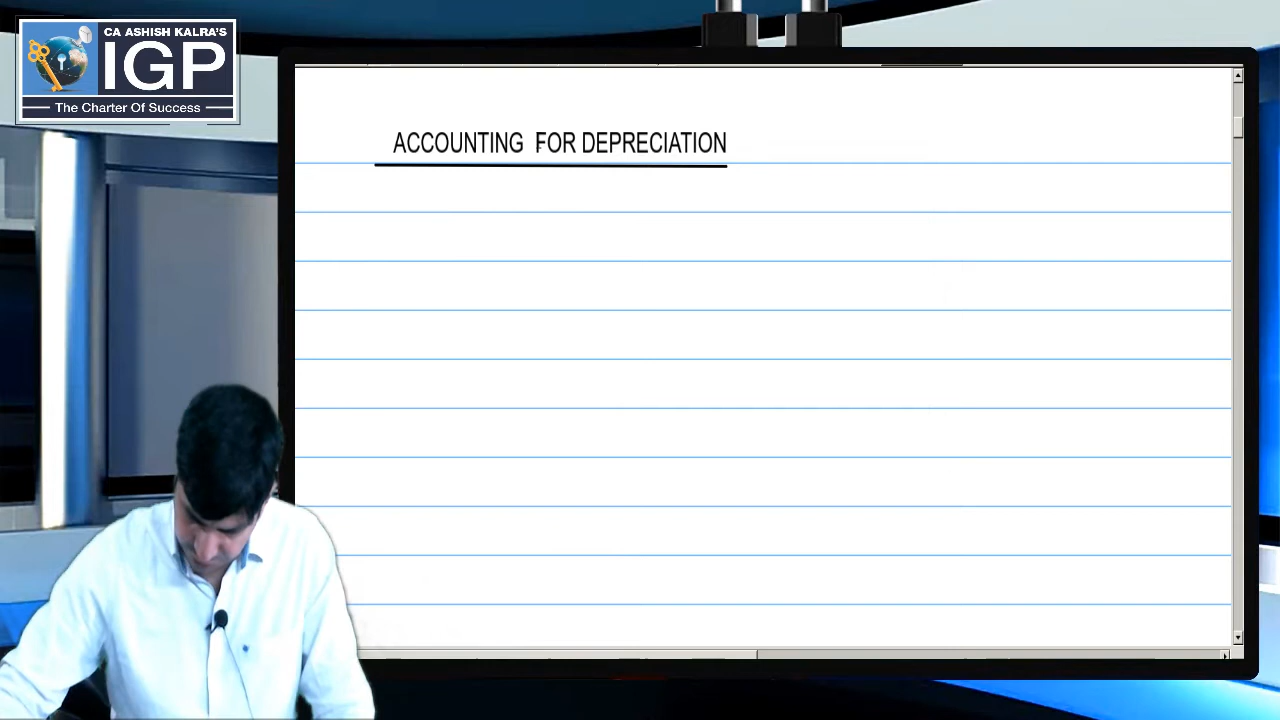 CA ASHISH KALRA'S
IGP
The Charter Of Success
ACCOUNTING FOR DEPRECIATION